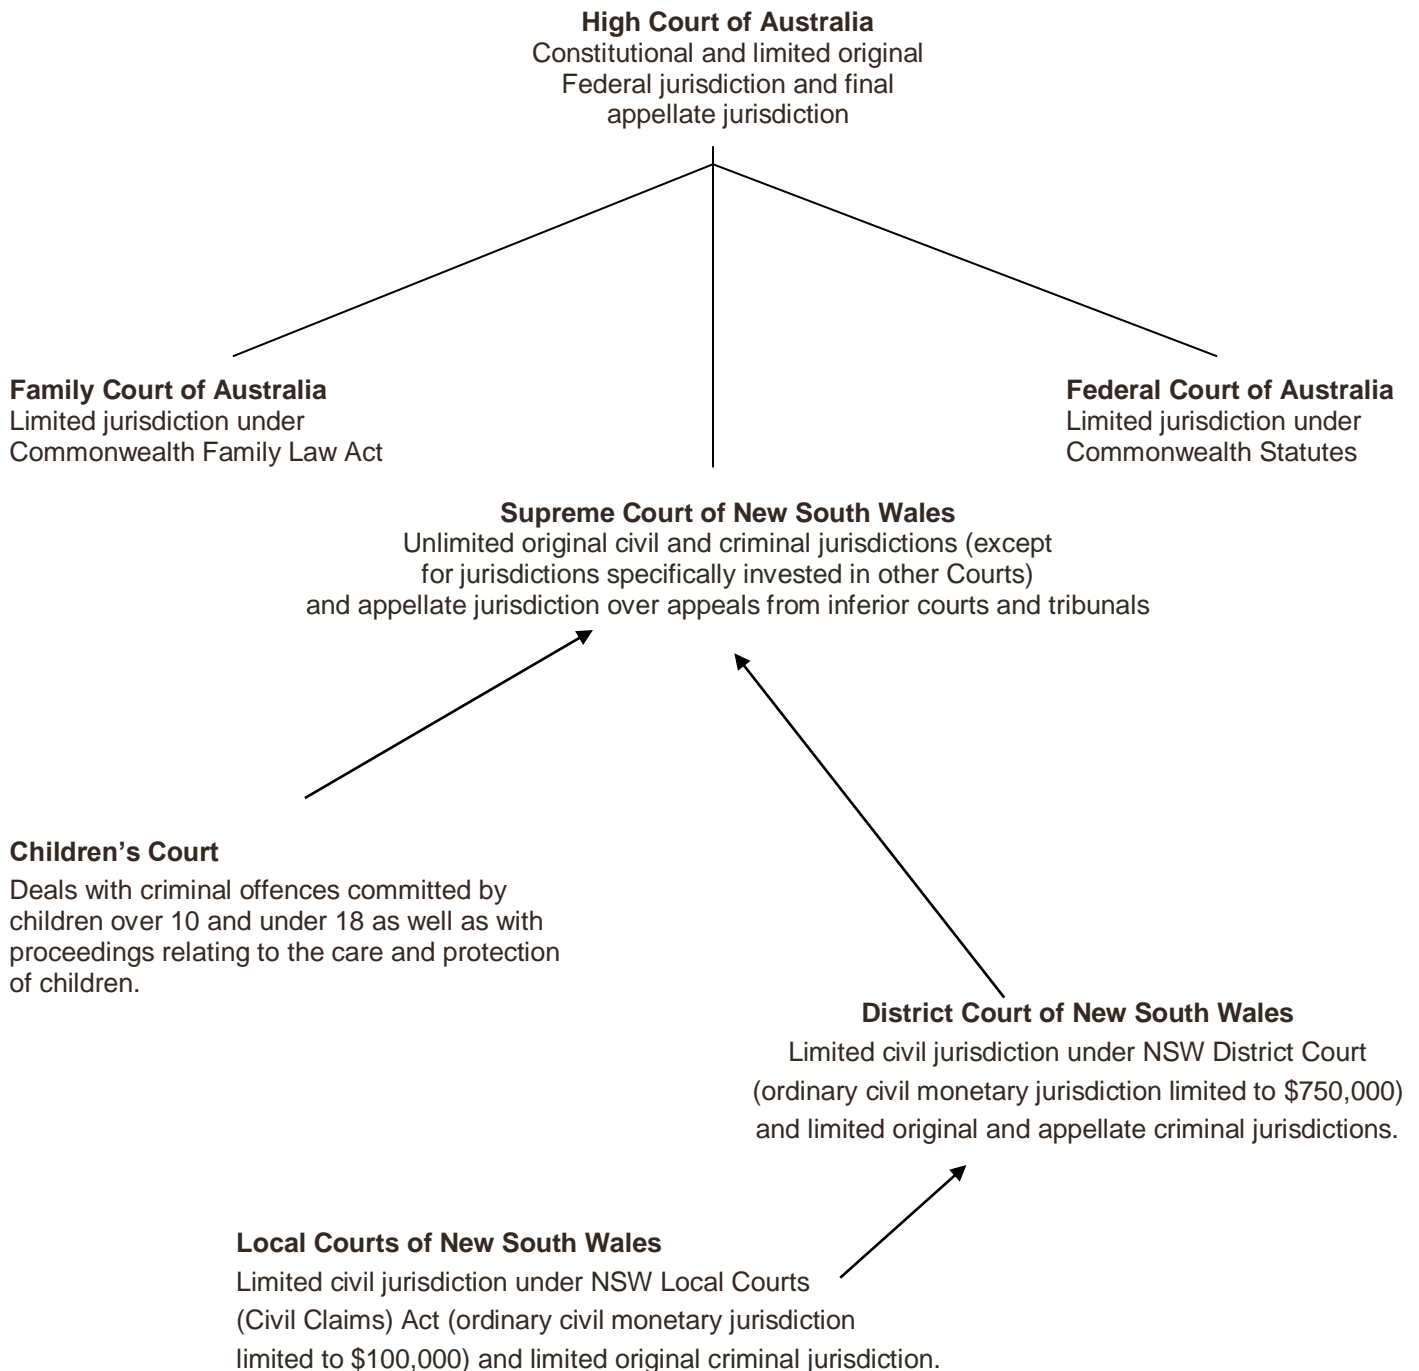 High Court of Australia
Constitutional and limited original
Federal jurisdiction and final
appellate jurisdiction
Family Court of Australia
Limited jurisdiction under
Commonwealth Family Law Act
Federal Court of Australia
Limited jurisdiction under
Commonwealth Statutes
Supreme Court of New South Wales
Unlimited original civil and criminal jurisdictions (except
for jurisdictions specifically invested in other Courts)
and appellate jurisdiction over appeals from inferior courts and tribunals
Children’s Court
Deals with criminal offences committed by
children over 10 and under 18 as well as with
proceedings relating to the care and protection
of children.
District Court of New South Wales
Limited civil jurisdiction under NSW District Court
(ordinary civil monetary jurisdiction limited to $750,000)
and limited original and appellate criminal jurisdictions.
Local Courts of New South Wales
Limited civil jurisdiction under NSW Local Courts
(Civil Claims) Act (ordinary civil monetary jurisdiction
limited to $100,000) and limited original criminal jurisdiction.